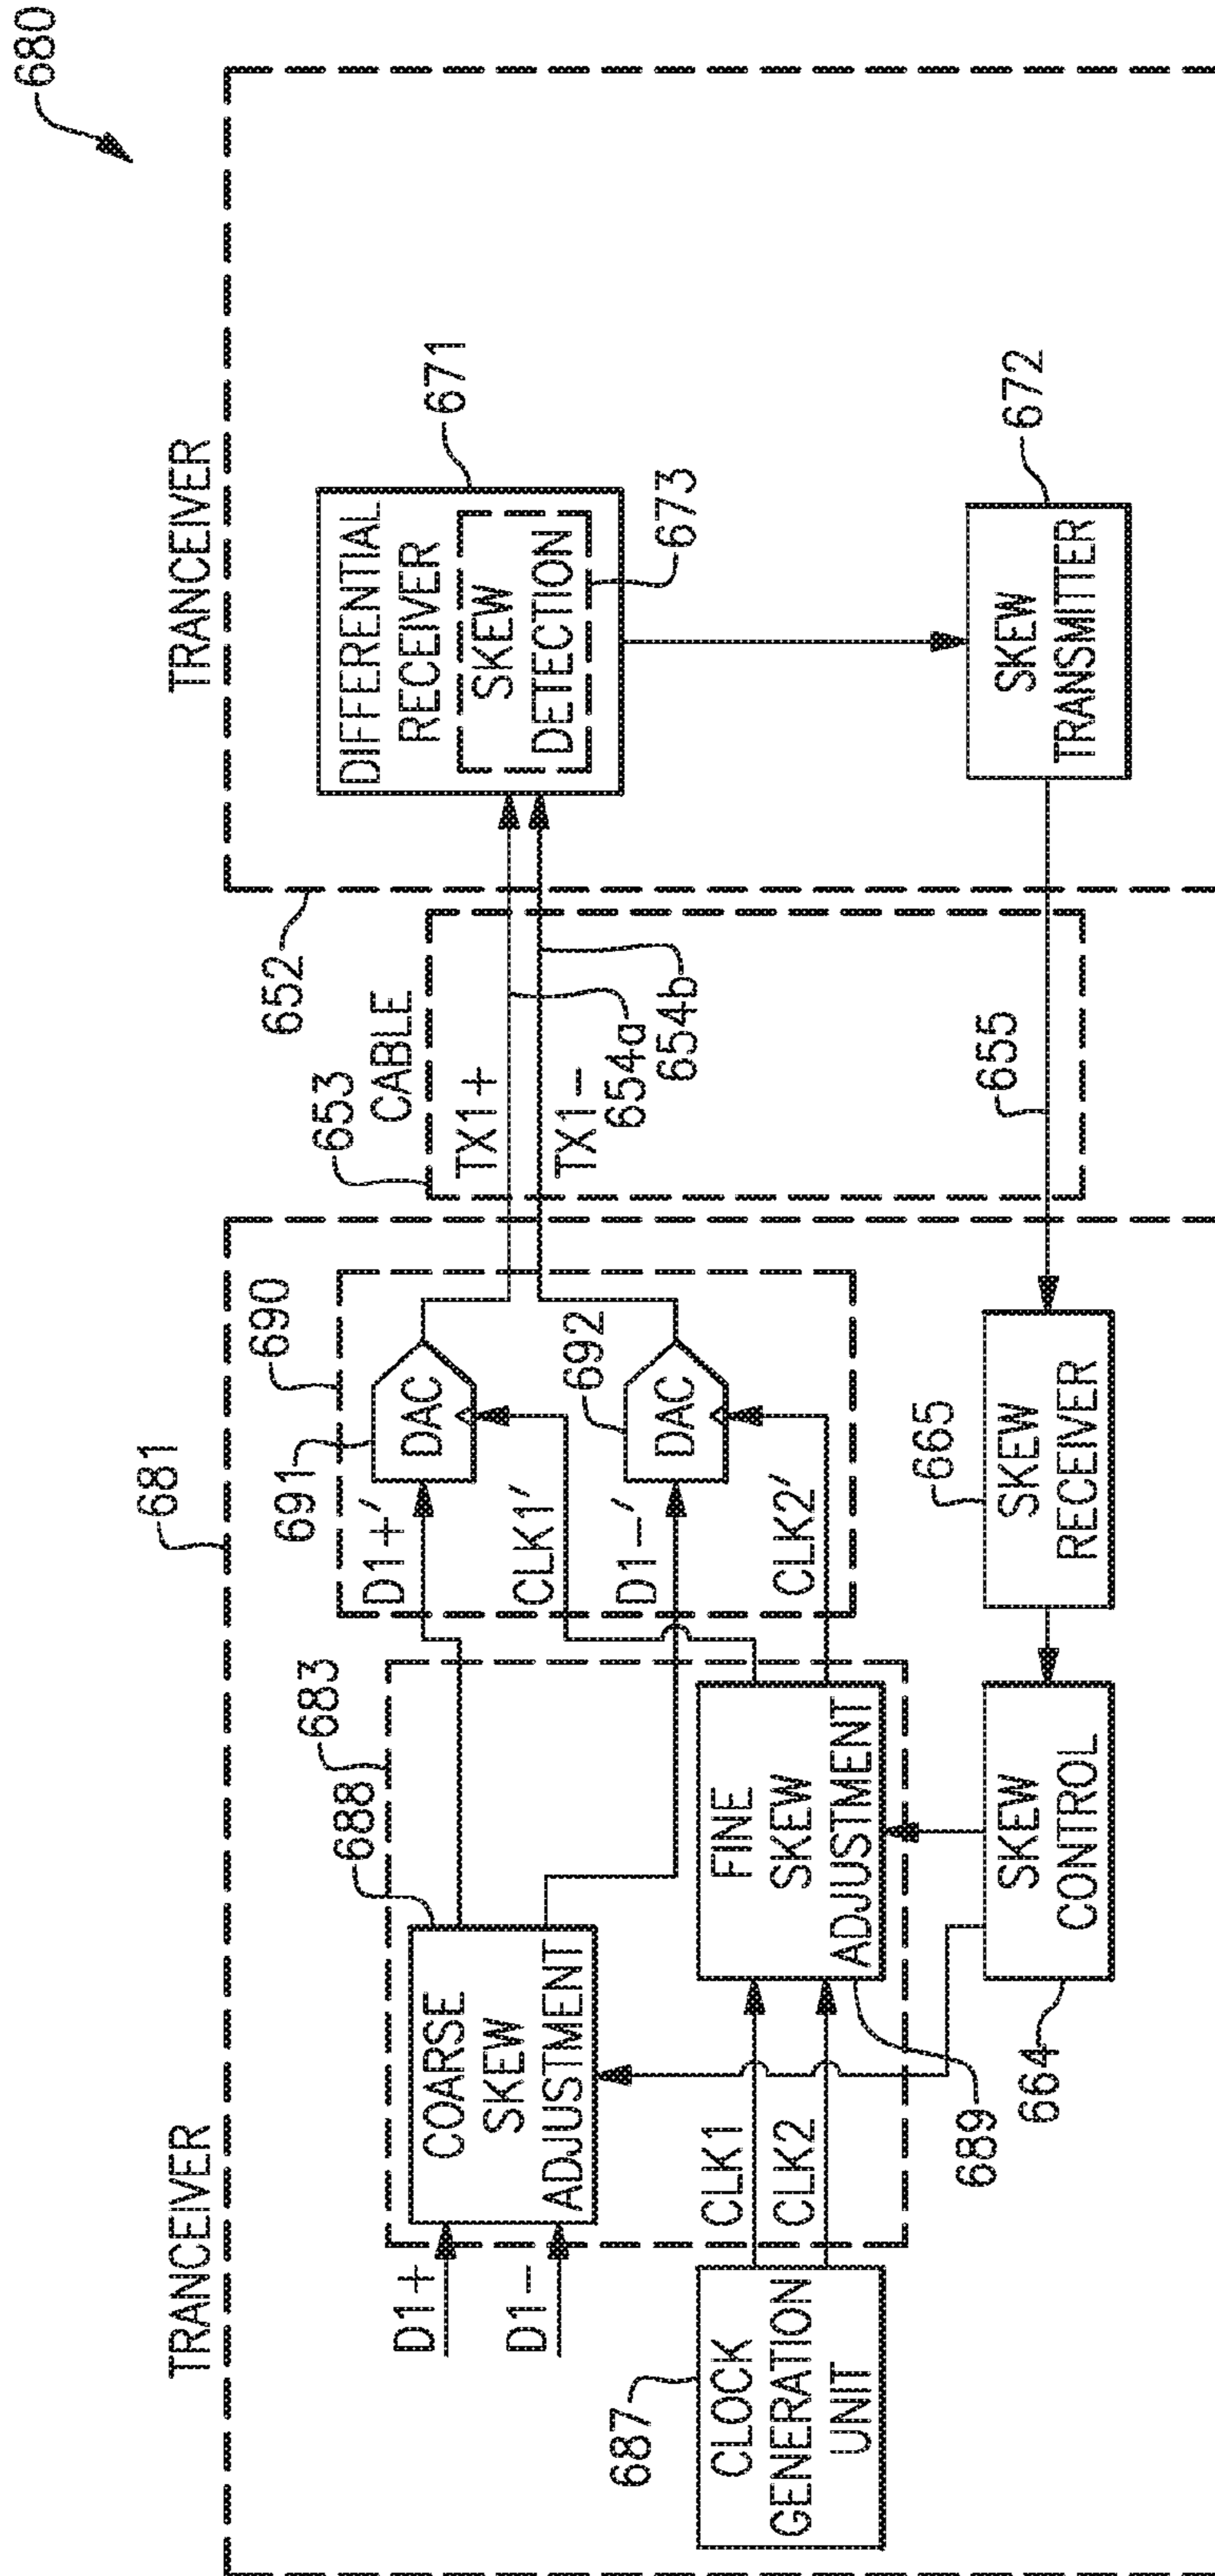 680
TRANCEIVER
681
683
688
COARSE
SKEW
ADJUSTMENT
D1+
D1-
687
CLOCK
GENERATION
UNIT
CLK1
CLK2
FINE
SKEW
ADJUSTMENT
689
SKEW
CONTROL
664
SKEW
RECEIVER
665
690
691
DAC
D1+'
CLK1'
692
DAC
D1-'
CLK2'
653
CABLE
TX1+
TX1-
654a
654b
655
TRANCEIVER
652
DIFFERENTIAL
RECEIVER
SKEW
DETECTION
671
673
SKEW
TRANSMITTER
672